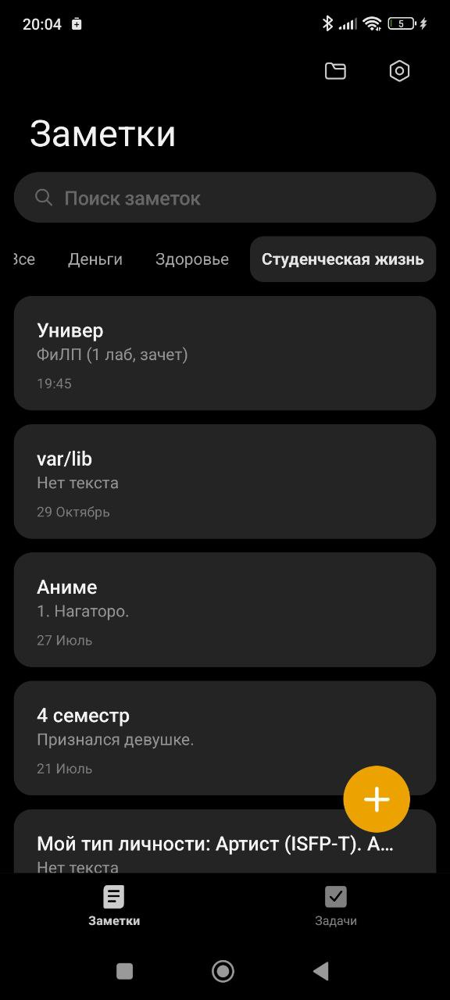 20:04
5
Заметки
Поиск заметок
Все Деньги Здоровье Студенческая жизнь
Универ
ФиЛП (1 лаб, зачет)
19:45
var/lib
Нет текста
29 Октябрь
Аниме
1. Нагаторо.
27 Июль
4 семестр
Признался девушке.
21 Июль
Мой тип личности: Артист (ISFP-T). А...
Нет текста
Заметки Задачи